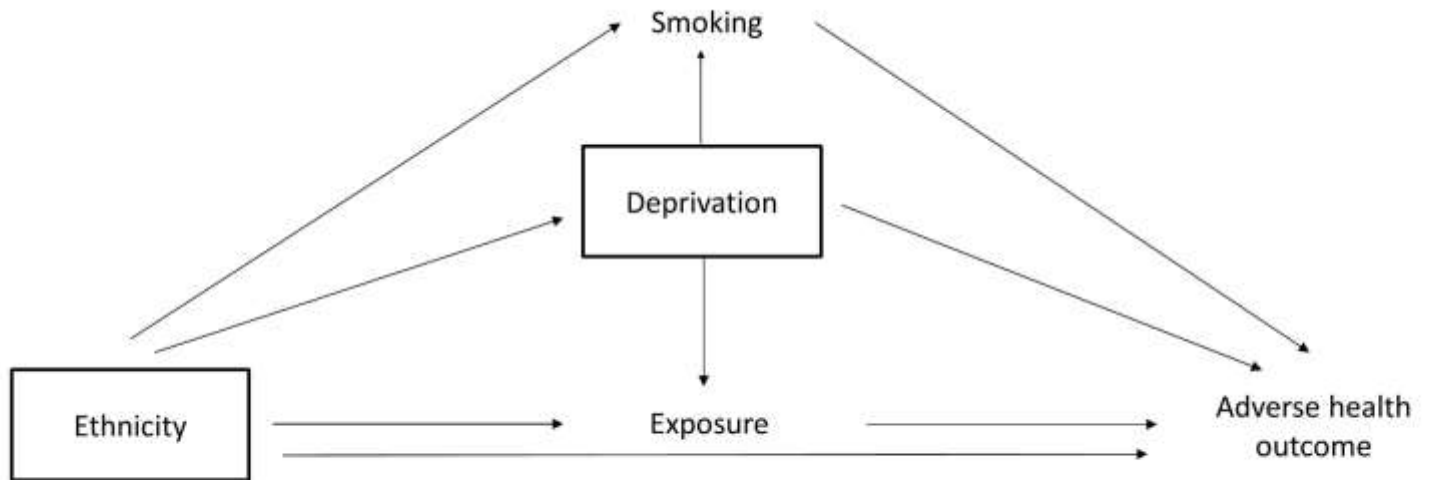 Smoking
Deprivation
Ethnicity
Exposure
Adverse health
outcome